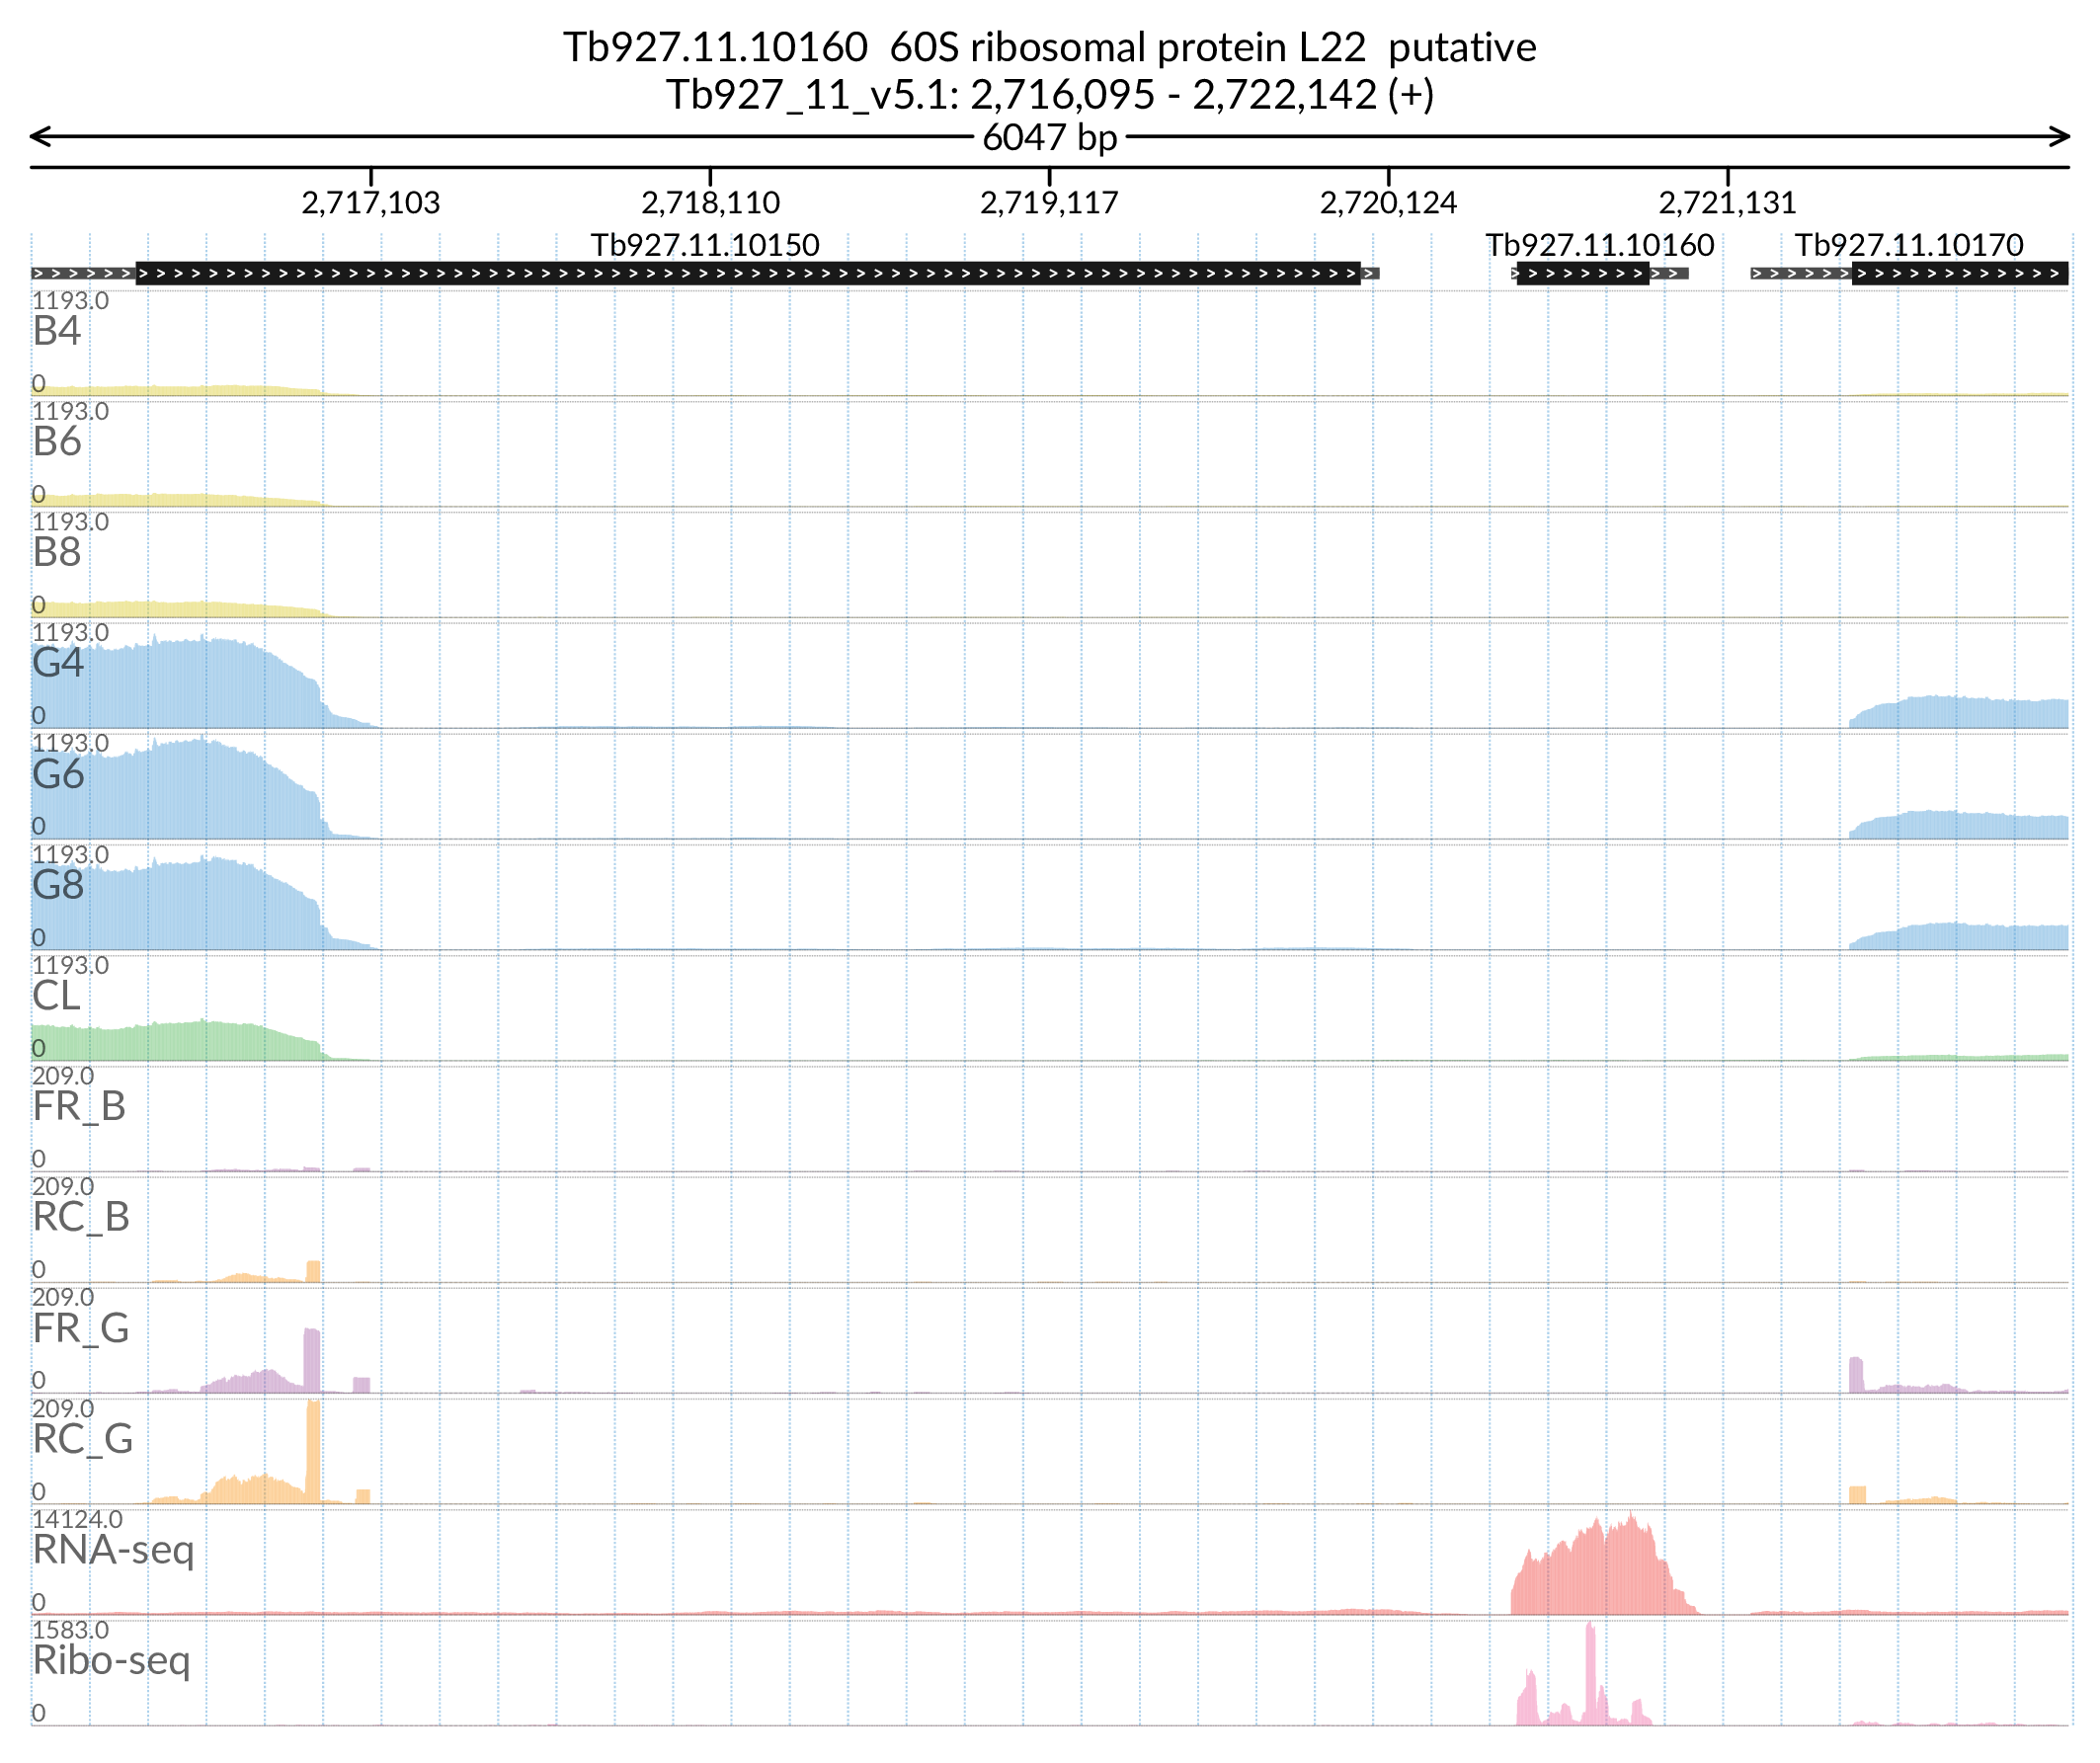 Tb927.11.10160  60S ribosomal protein L22  putative
Tb927_11_v5.1: 2,716,095 - 2,722,142 (+)
6047 bp
2,717,103 2,718,110 2,719,117 2,720,124 2,721,131
Tb927.11.10150 Tb927.11.10160 Tb927.11.10170
1193.0
B4
0
1193.0
B6
0
1193.0
B8
0
1193.0
G4
0
1193.0
G6
0
1193.0
G8
0
1193.0
CL
0
209.0
FR_B
0
209.0
RC_B
0
209.0
FR_G
0
209.0
RC_G
0
14124.0
RNA-seq
0
1583.0
Ribo-seq
0